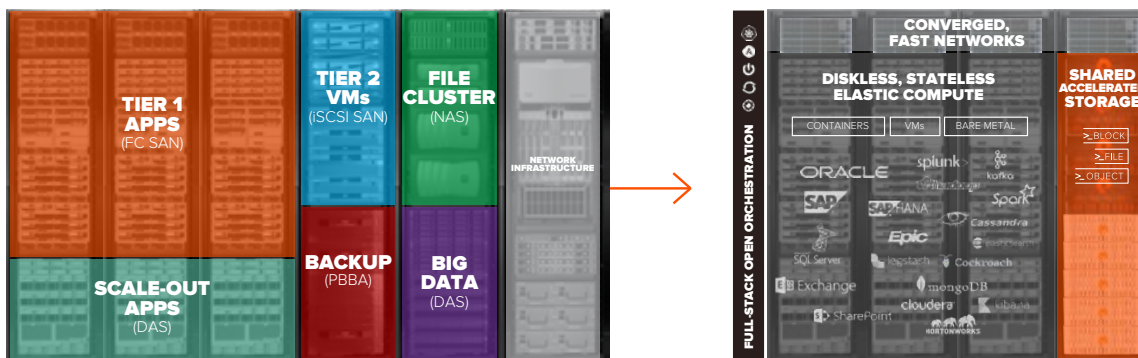 TIER 1
APPS
(FC SAN)
SCALE-OUT
APPS
(DAS)
TIER 2
VMs
(iSCSI SAN)
BACKUP
(PBBA)
FILE
CLUSTER
(NAS)
BIG
DATA
(DAS)
NETWORK
INFRASTRUCTURE
FULL-STACK OPEN ORCHESTRATION
CONVERGED,
FAST NETWORKS
DISKLESS, STATELESS
ELASTIC COMPUTE
CONTAINERS
VMs
BARE METAL
ORACLE
splunk>
kafka
SAP
SAP HANA
Spark
Cassandra
Epic
SQL Server
logstash
Cockroach
Exchange
mongoDB
cloudera
kibana
SharePoint
HORTONWORKS
SHARED
ACCELERATE
STORAGE
>_BLOCK
>_FILE
>_OBJECT